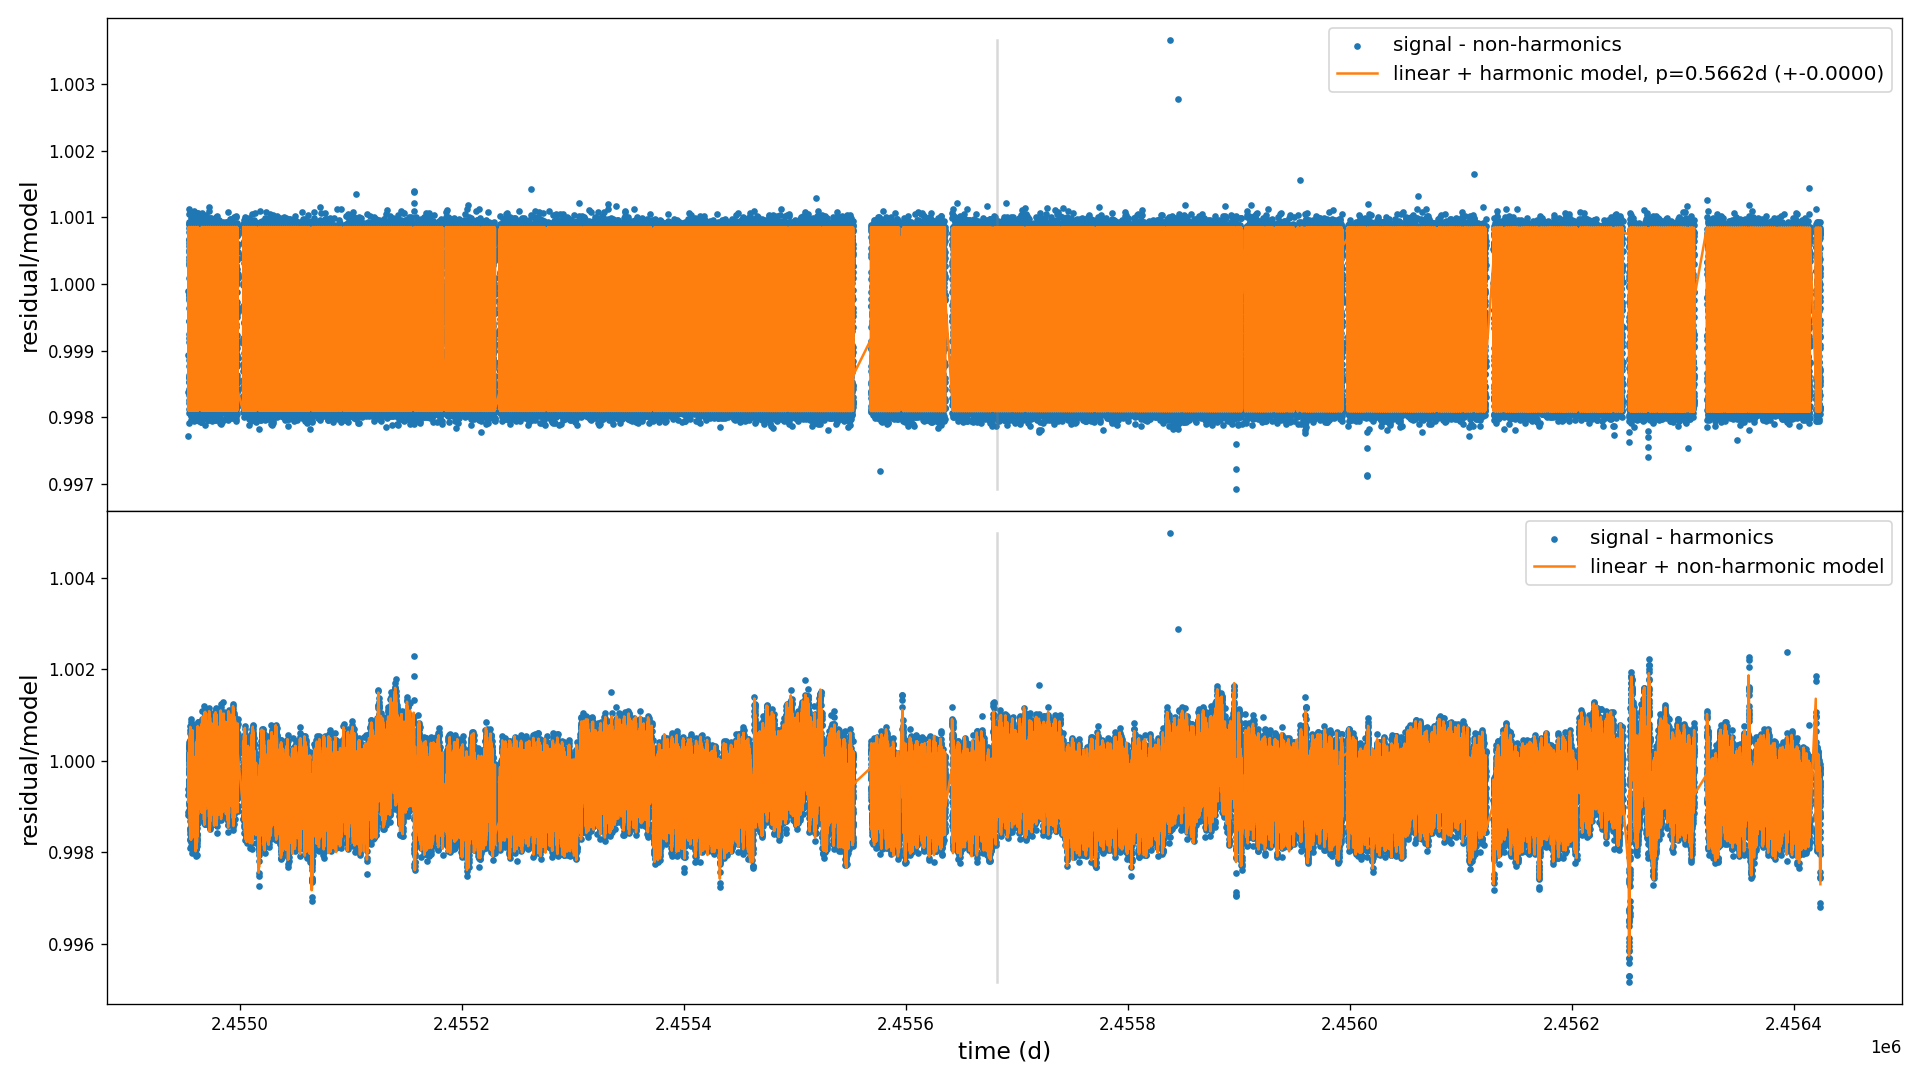 signal - non-harmonics
linear + harmonic model, p=0.5662d (+-0.0000)
1.003
1.002
1.001
1.000
0.999
0.998
0.997
residual/model
signal - harmonics
linear + non-harmonic model
1.004
1.002
1.000
0.998
0.996
residual/model
2.4550
2.4552
2.4554
2.4556
2.4558
2.4560
2.4562
2.4564
1e6
time (d)